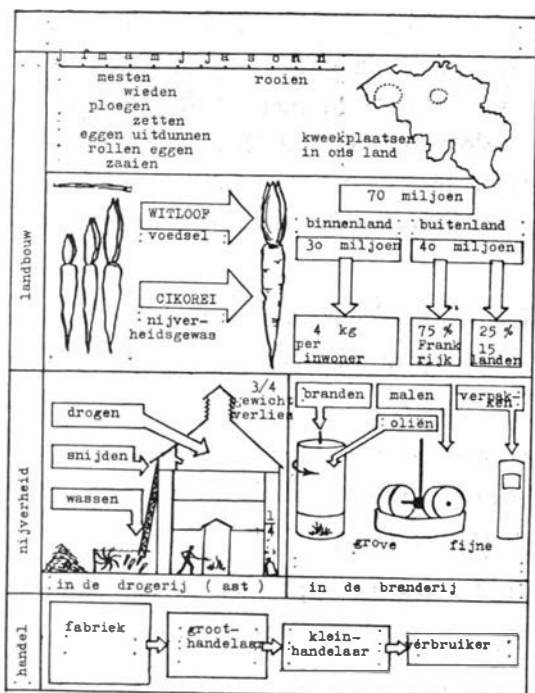 j f m a m j j a s o n n
mesten
wieden
ploegen
zetten
eggen uitdunnen
rollen eggen
zaaien
rooien
kweekplaatsen
in ons land
landbouw
WITLOOF
voedsel
CIKOREI
nijver-
heidsgewas
70 miljoen
binnenland
buitenland
30 miljoen
40 miljoen
4 kg
per
inwoner
75 %
Frank
rijk
25 %
15
landen
nijverheid
3/4
gewicht
verlies
drogen
snijden
wassen
1
4
in de drogerij ( ast )
branden
malen
verpak-
ken
oliën
grove
fijne
in de branderij
handel
fabriek
groot-
handelaar
klein-
handelaar
verbruiker